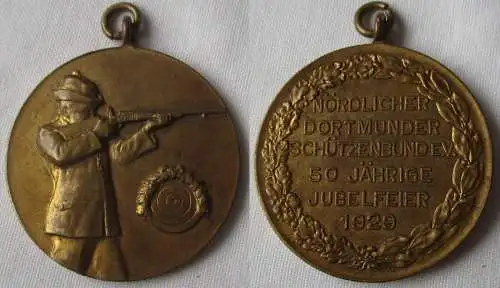 NÖRDLICHER
DORTMUNDER
SCHÜTZENBUND E.V.
50 JÄHRIGE
JUBELFEIER
1929